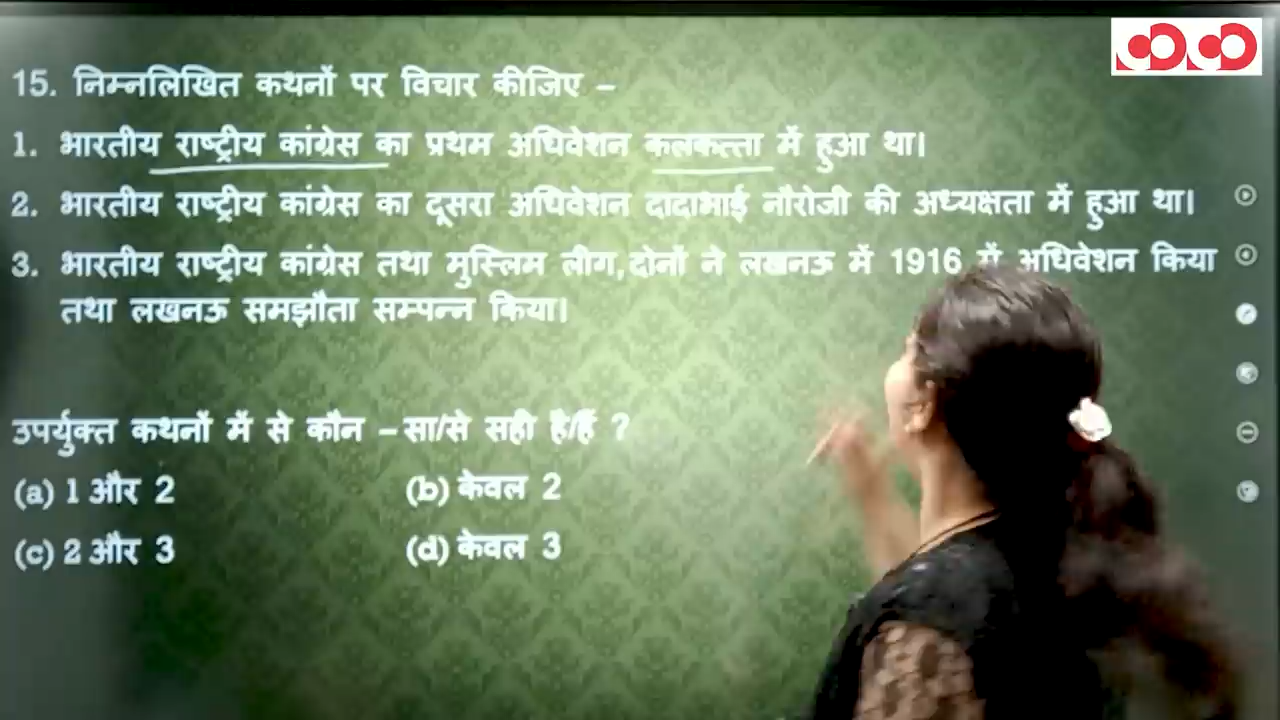 15. निम्नलिखित कथनों पर विचार कीजिए –
1. भारतीय राष्ट्रीय कांग्रेस का प्रथम अधिवेशन कलकत्ता में हुआ था।
2. भारतीय राष्ट्रीय कांग्रेस का दूसरा अधिवेशन दादाभाई नौरोजी की अध्यक्षता में हुआ था।
3. भारतीय राष्ट्रीय कांग्रेस तथा मुस्लिम लीग, दोनों ने लखनऊ में 1916 में अधिवेशन किया
तथा लखनऊ समझौता सम्पन्न किया।
उपर्युक्त कथनों में से कौन – सा/से सही है/हैं ?
(a) 1 और 2 (b) केवल 2
(c) 2 और 3 (d) केवल 3